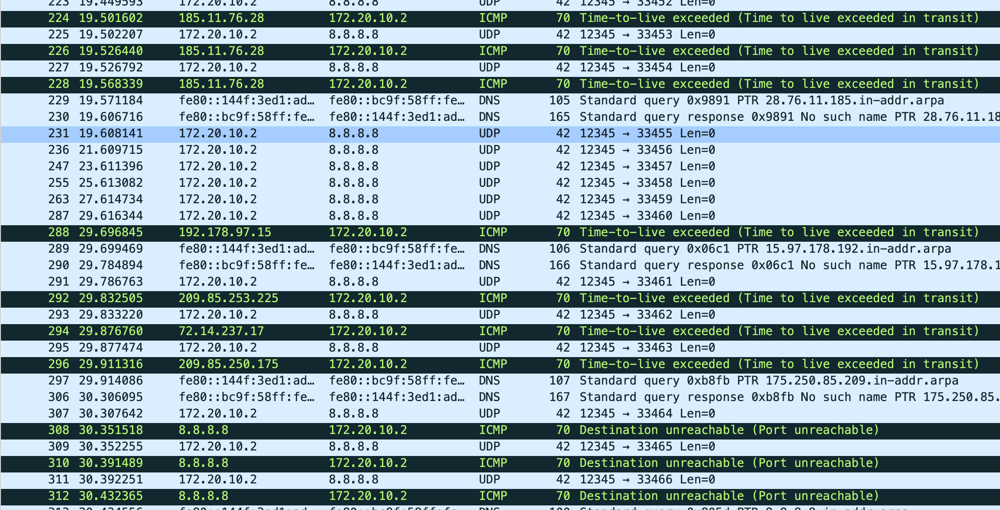 223 19.449593 172.20.10.2 8.8.8.8 UDP 42 12345 → 33452 Len=0
224 19.501602 185.11.76.28 172.20.10.2 ICMP 70 Time-to-live exceeded (Time to live exceeded in transit)
225 19.502207 172.20.10.2 8.8.8.8 UDP 42 12345 → 33453 Len=0
226 19.526440 185.11.76.28 172.20.10.2 ICMP 70 Time-to-live exceeded (Time to live exceeded in transit)
227 19.526792 172.20.10.2 8.8.8.8 UDP 42 12345 → 33454 Len=0
228 19.568339 185.11.76.28 172.20.10.2 ICMP 70 Time-to-live exceeded (Time to live exceeded in transit)
229 19.571184 fe80::144f:3ed1:ad… fe80::bc9f:58ff:fe… DNS 105 Standard query 0x9891 PTR 28.76.11.185.in-addr.arpa
230 19.606716 fe80::bc9f:58ff:fe… fe80::144f:3ed1:ad… DNS 165 Standard query response 0x9891 No such name PTR 28.76.11.18
231 19.608141 172.20.10.2 8.8.8.8 UDP 42 12345 → 33455 Len=0
236 21.609715 172.20.10.2 8.8.8.8 UDP 42 12345 → 33456 Len=0
247 23.611396 172.20.10.2 8.8.8.8 UDP 42 12345 → 33457 Len=0
255 25.613082 172.20.10.2 8.8.8.8 UDP 42 12345 → 33458 Len=0
263 27.614734 172.20.10.2 8.8.8.8 UDP 42 12345 → 33459 Len=0
287 29.616344 172.20.10.2 8.8.8.8 UDP 42 12345 → 33460 Len=0
288 29.696845 192.178.97.15 172.20.10.2 ICMP 70 Time-to-live exceeded (Time to live exceeded in transit)
289 29.699469 fe80::144f:3ed1:ad… fe80::bc9f:58ff:fe… DNS 106 Standard query 0x06c1 PTR 15.97.178.192.in-addr.arpa
290 29.784894 fe80::bc9f:58ff:fe… fe80::144f:3ed1:ad… DNS 166 Standard query response 0x06c1 No such name PTR 15.97.178.1
291 29.786763 172.20.10.2 8.8.8.8 UDP 42 12345 → 33461 Len=0
292 29.832505 209.85.253.225 172.20.10.2 ICMP 70 Time-to-live exceeded (Time to live exceeded in transit)
293 29.833220 172.20.10.2 8.8.8.8 UDP 42 12345 → 33462 Len=0
294 29.876760 72.14.237.17 172.20.10.2 ICMP 70 Time-to-live exceeded (Time to live exceeded in transit)
295 29.877474 172.20.10.2 8.8.8.8 UDP 42 12345 → 33463 Len=0
296 29.911316 209.85.250.175 172.20.10.2 ICMP 70 Time-to-live exceeded (Time to live exceeded in transit)
297 29.914086 fe80::144f:3ed1:ad… fe80::bc9f:58ff:fe… DNS 107 Standard query 0xb8fb PTR 175.250.85.209.in-addr.arpa
306 30.306095 fe80::bc9f:58ff:fe… fe80::144f:3ed1:ad… DNS 167 Standard query response 0xb8fb No such name PTR 175.250.85.
307 30.307642 172.20.10.2 8.8.8.8 UDP 42 12345 → 33464 Len=0
308 30.351518 8.8.8.8 172.20.10.2 ICMP 70 Destination unreachable (Port unreachable)
309 30.352255 172.20.10.2 8.8.8.8 UDP 42 12345 → 33465 Len=0
310 30.391489 8.8.8.8 172.20.10.2 ICMP 70 Destination unreachable (Port unreachable)
311 30.392251 172.20.10.2 8.8.8.8 UDP 42 12345 → 33466 Len=0
312 30.432365 8.8.8.8 172.20.10.2 ICMP 70 Destination unreachable (Port unreachable)